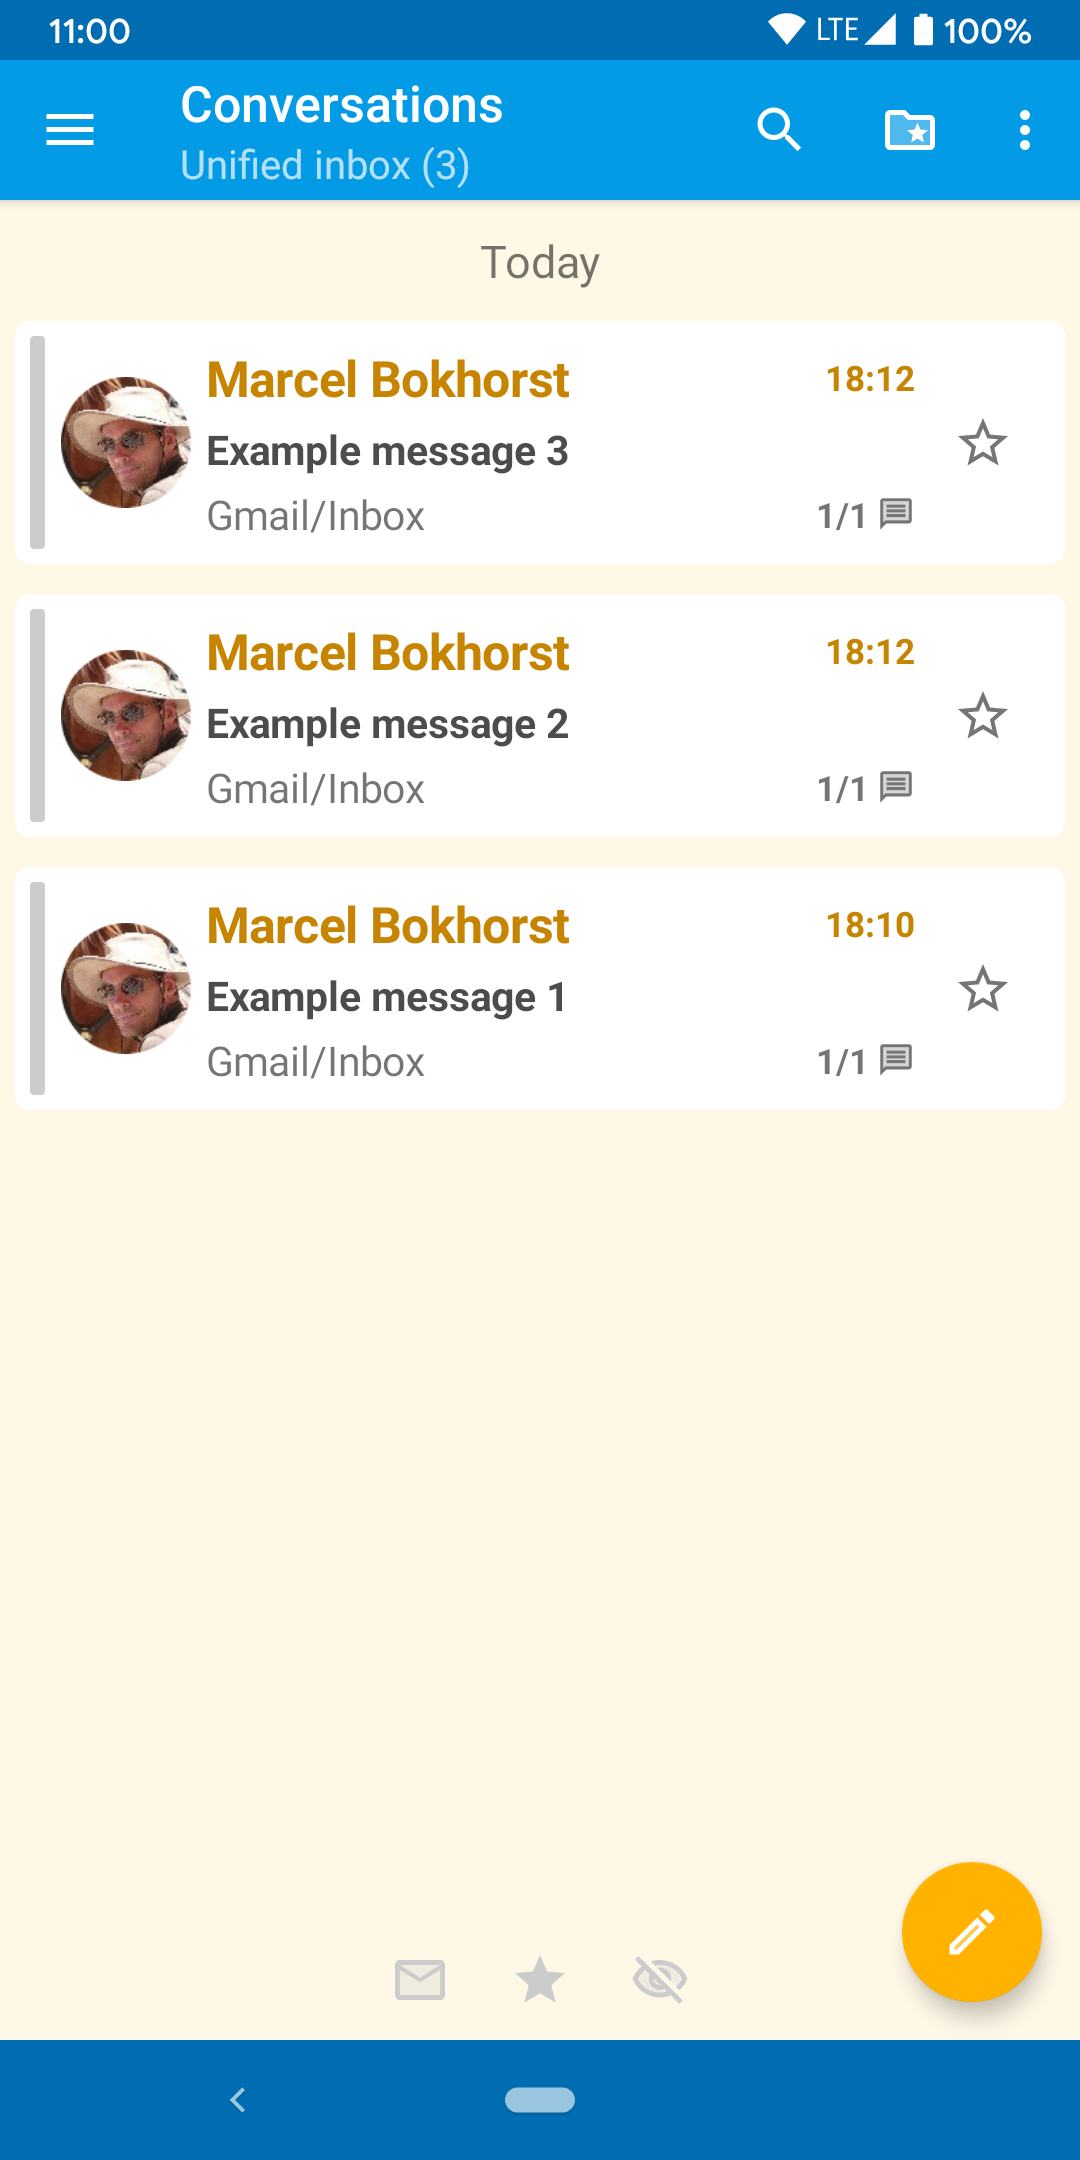 11:00
LTE
100%
Conversations
Unified inbox (3)
Today
Marcel Bokhorst
18:12
Example message 3
Gmail/Inbox
1/1
Marcel Bokhorst
18:12
Example message 2
Gmail/Inbox
1/1
Marcel Bokhorst
18:10
Example message 1
Gmail/Inbox
1/1